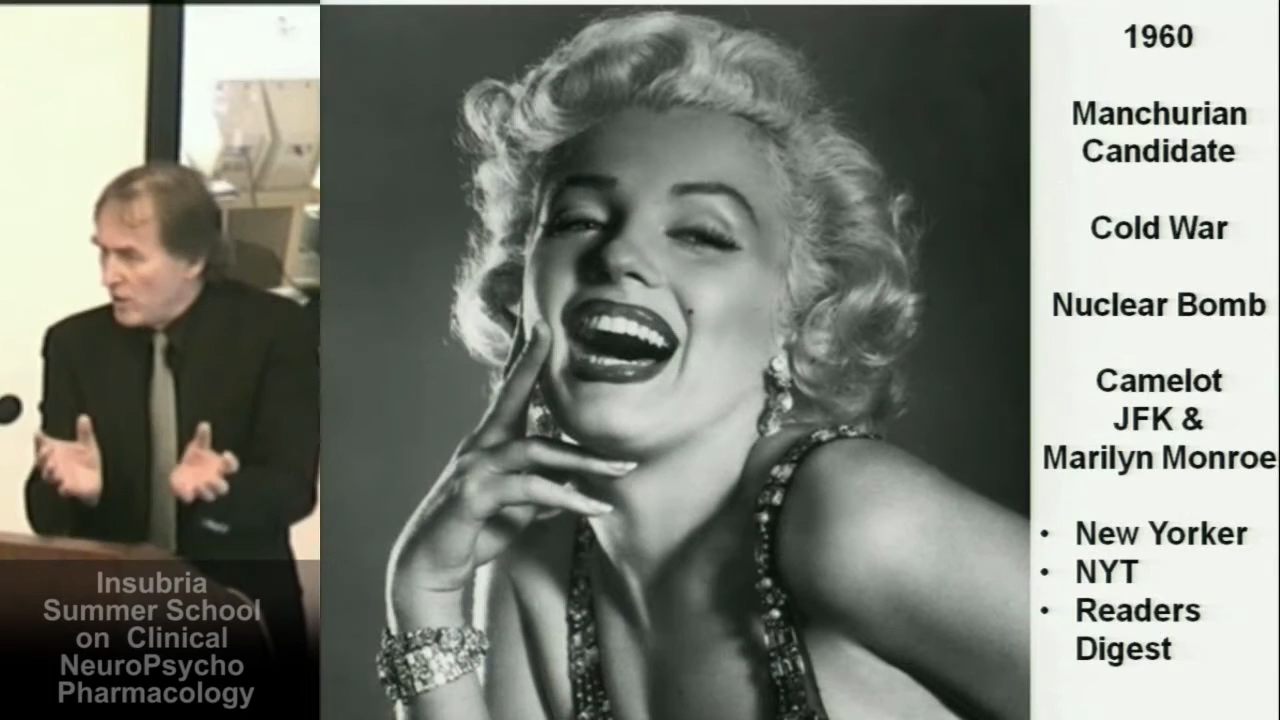 1960
Manchurian
Candidate
Cold War
Nuclear Bomb
Camelot
JFK &
Marilyn Monroe
• New Yorker
• NYT
• Readers
Digest
Insubria
Summer School
on Clinical
NeuroPsycho
Pharmacology